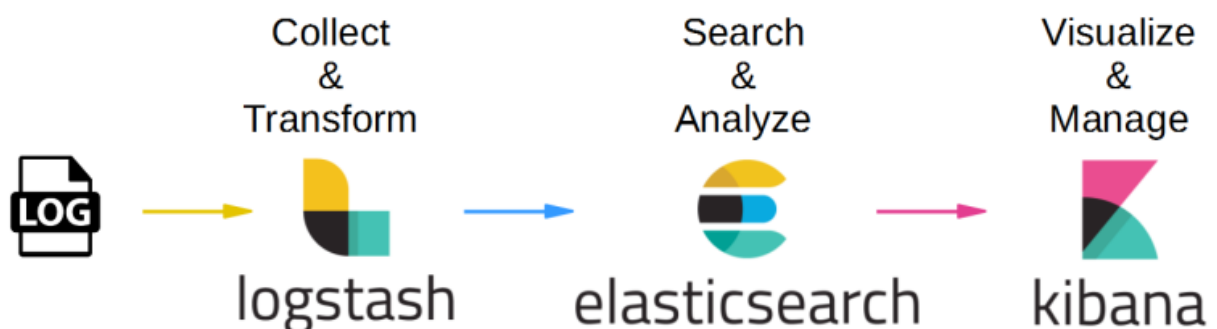 Collect
&
Transform
Search
&
Analyze
Visualize
&
Manage
LOG
logstash
elasticsearch
kibana